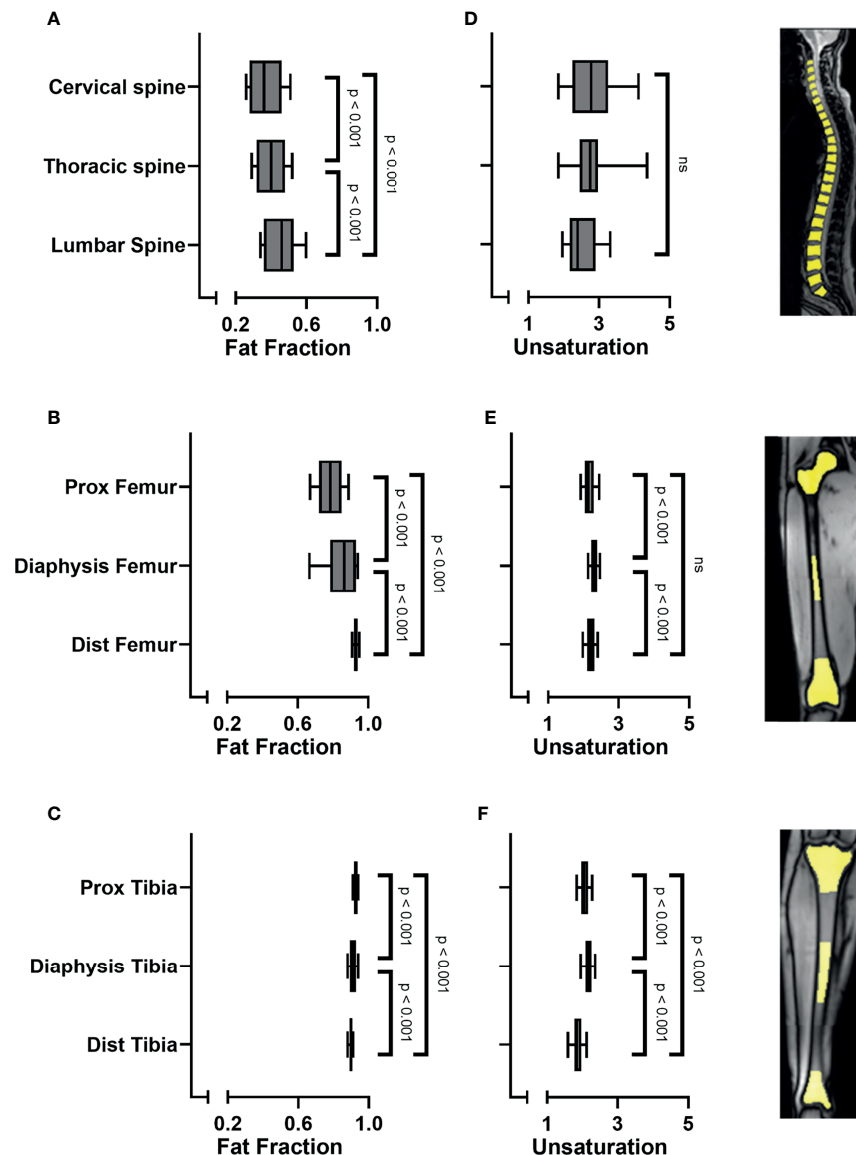 A
Cervical spine
Thoracic spine
Lumbar Spine
p < 0.001
p < 0.001
p < 0.001
0.2 0.6 1.0
Fat Fraction
D
ns
1 3 5
Unsaturation
B
Prox Femur
Diaphysis Femur
Dist Femur
p < 0.001
p < 0.001
p < 0.001
0.2 0.6 1.0
Fat Fraction
E
p < 0.001
p < 0.001
ns
1 3 5
Unsaturation
C
Prox Tibia
Diaphysis Tibia
Dist Tibia
p < 0.001
p < 0.001
p < 0.001
0.2 0.6 1.0
Fat Fraction
F
p < 0.001
p < 0.001
p < 0.001
1 3 5
Unsaturation